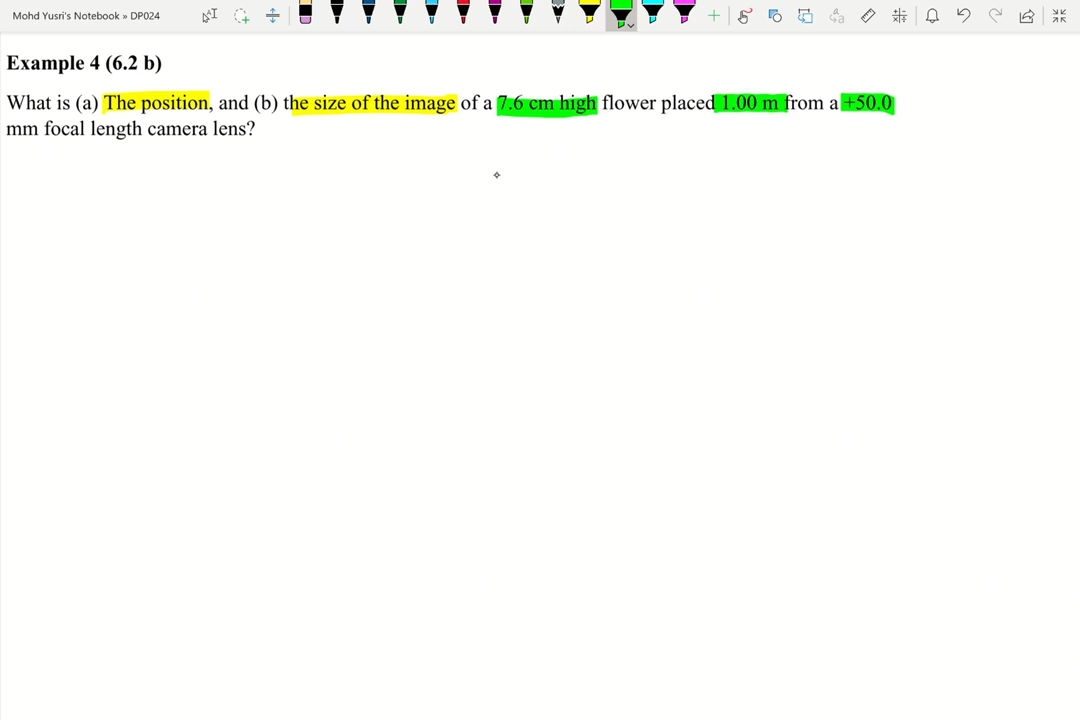 Mohd Yusri's Notebook » DP024
Example 4 (6.2 b)
What is (a) The position, and (b) the size of the image of a 7.6 cm high flower placed 1.00 m from a +50.0
mm focal length camera lens?